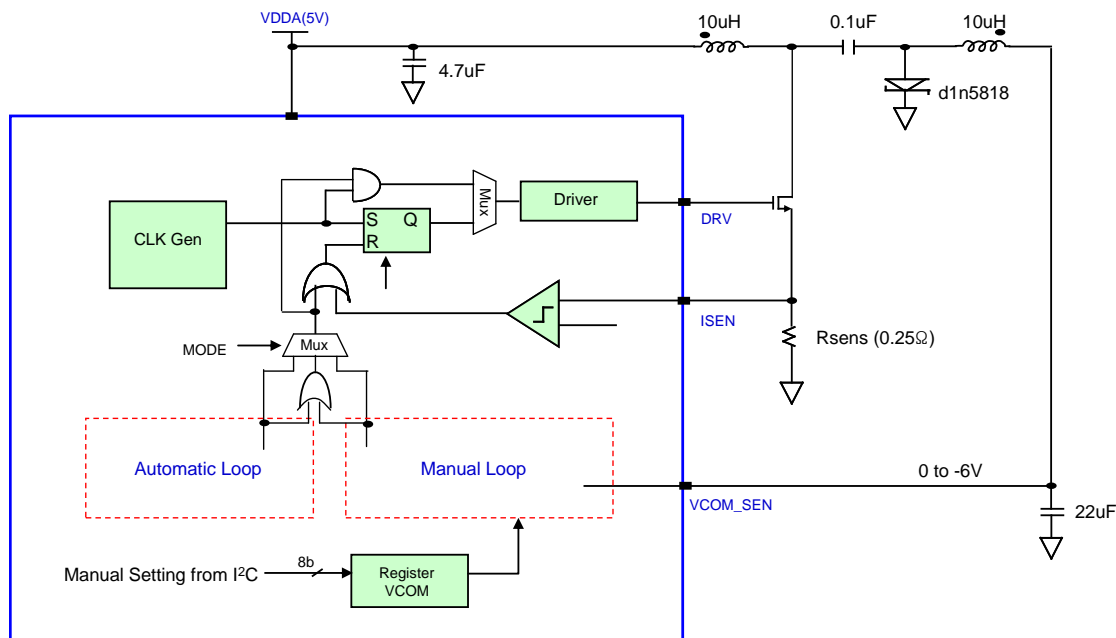 VDDA(5V)
10uH
0.1uF
10uH
4.7uF
d1n5818
Mux
Driver
DRV
CLK Gen
S Q
R
ISEN
Rsens (0.25Ω)
MODE
Mux
Automatic Loop
Manual Loop
0 to -6V
VCOM_SEN
22uF
Manual Setting from I²C
8b
Register
VCOM